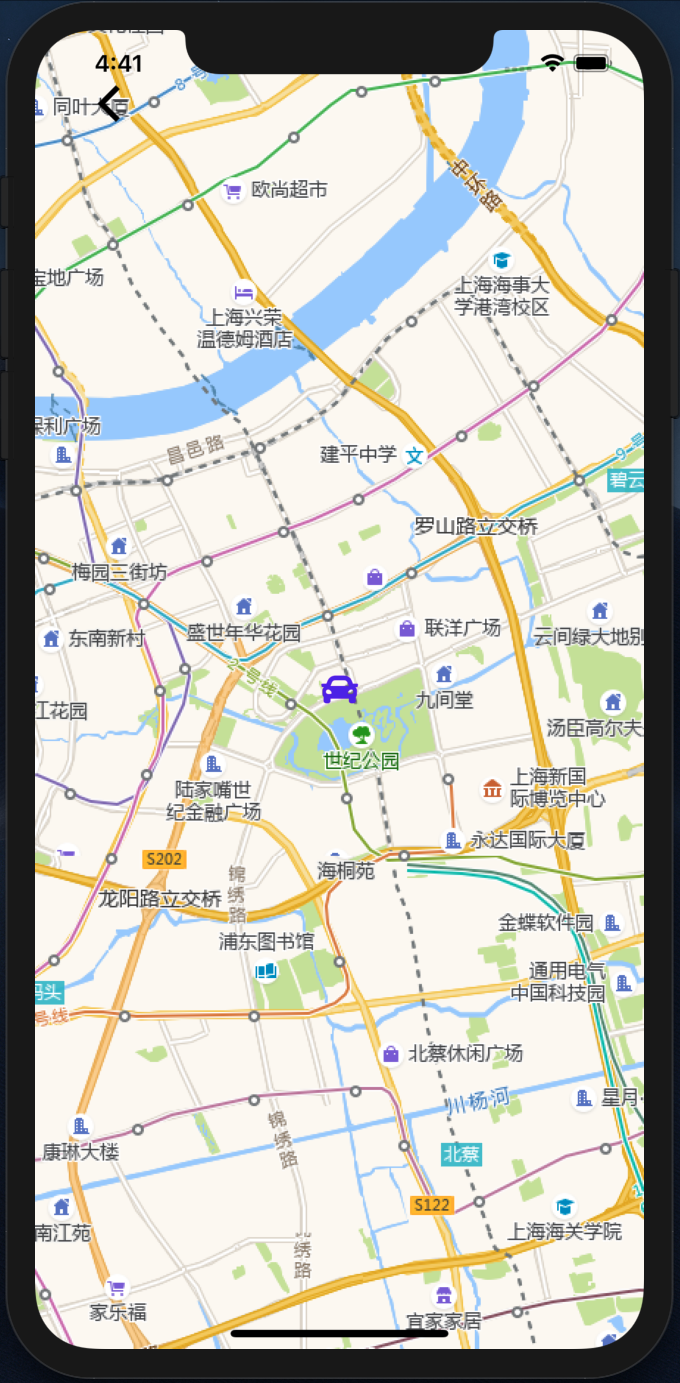 4:41
8号
同叶大厦
中环路
欧尚超市
宝地广场
上海海事大
学港湾校区
上海兴荣
温德姆酒店
保利广场
昌邑路
建平中学
文
9号
碧云
罗山路立交桥
梅园三街坊
盛世年华花园
联洋广场
东南新村
云间绿大地别
2号线
九间堂
江花园
汤臣高尔夫
世纪公园
陆家嘴世
纪金融广场
上海新国
际博览中心
永达国际大厦
S202
海桐苑
锦绣路
龙阳路立交桥
金蝶软件园
浦东图书馆
通用电气
中国科技园
码头
号线
北蔡休闲广场
川杨河
星月
锦绣路
康琳大楼
北蔡
S122
南江苑
上海海关学院
绣路
家乐福
宜家家居